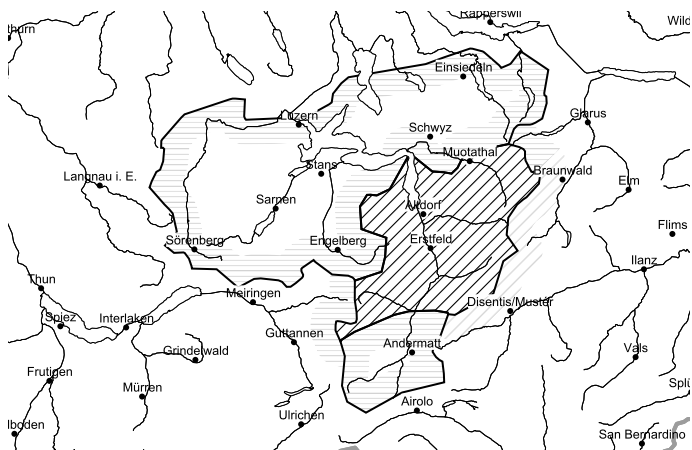 Rapperswil
Wild
thurn
Einsiedeln
Luzern
Glarus
Schwyz
Muotathal
Stans
Braunwald
Langnau i. E.
Elm
Sarnen
Altdorf
Flims
Sörenberg
Engelberg
Erstfeld
Ilanz
Thun
Meiringen
Disentis/Mustér
Spiez
Interlaken
Guttannen
Andermatt
Grindelwald
Vals
Frutigen
Mürren
Splü
Airolo
Ulrichen
lboden
San Bernardino